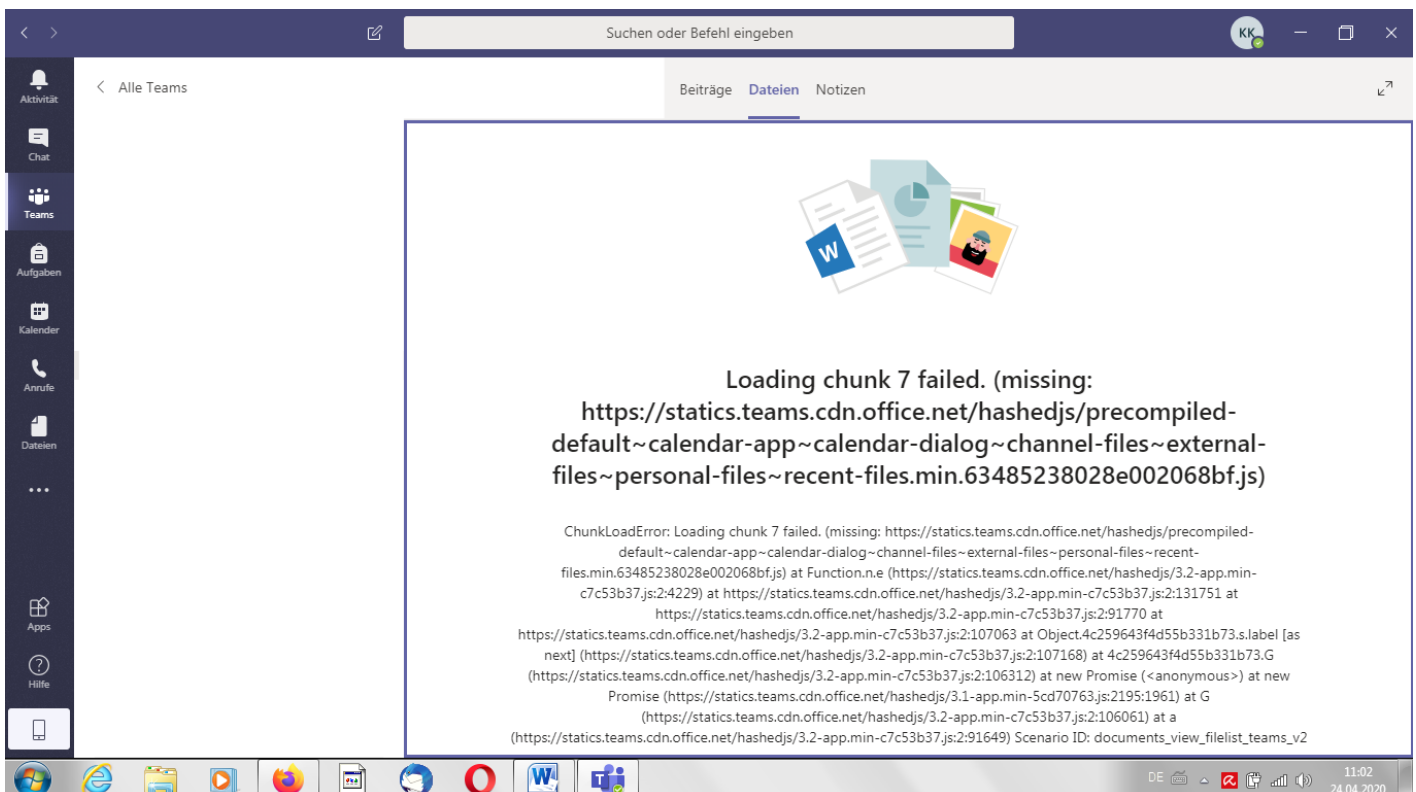 Suchen oder Befehl eingeben
KK
Aktivität
Chat
Teams
Aufgaben
Kalender
Anrufe
Dateien
Apps
Hilfe
Alle Teams
Beiträge Dateien Notizen
W
Loading chunk 7 failed. (missing:
https://statics.teams.cdn.office.net/hashedjs/precompiled-
default~calendar-app~calendar-dialog~channel-files~external-
files~personal-files~recent-files.min.63485238028e002068bf.js)
ChunkLoadError: Loading chunk 7 failed. (missing: https://statics.teams.cdn.office.net/hashedjs/precompiled-
default~calendar-app~calendar-dialog~channel-files~external-files~personal-files~recent-
files.min.63485238028e002068bf.js) at Function.n.e (https://statics.teams.cdn.office.net/hashedjs/3.2-app.min-
c7c53b37.js:2:4229) at https://statics.teams.cdn.office.net/hashedjs/3.2-app.min-c7c53b37.js:2:131751 at
https://statics.teams.cdn.office.net/hashedjs/3.2-app.min-c7c53b37.js:2:91770 at
https://statics.teams.cdn.office.net/hashedjs/3.2-app.min-c7c53b37.js:2:107063 at Object.4c259643f4d55b331b73.s.label [as
next] (https://statics.teams.cdn.office.net/hashedjs/3.2-app.min-c7c53b37.js:2:107168) at 4c259643f4d55b331b73.G
(https://statics.teams.cdn.office.net/hashedjs/3.2-app.min-c7c53b37.js:2:106312) at new Promise (<anonymous>) at new
Promise (https://statics.teams.cdn.office.net/hashedjs/3.1-app.min-5cd70763.js:2195:1961) at G
(https://statics.teams.cdn.office.net/hashedjs/3.2-app.min-c7c53b37.js:2:106061) at a
(https://statics.teams.cdn.office.net/hashedjs/3.2-app.min-c7c53b37.js:2:91649) Scenario ID: documents_view_filelist_teams_v2
W
DE
11:02
24.04.2020